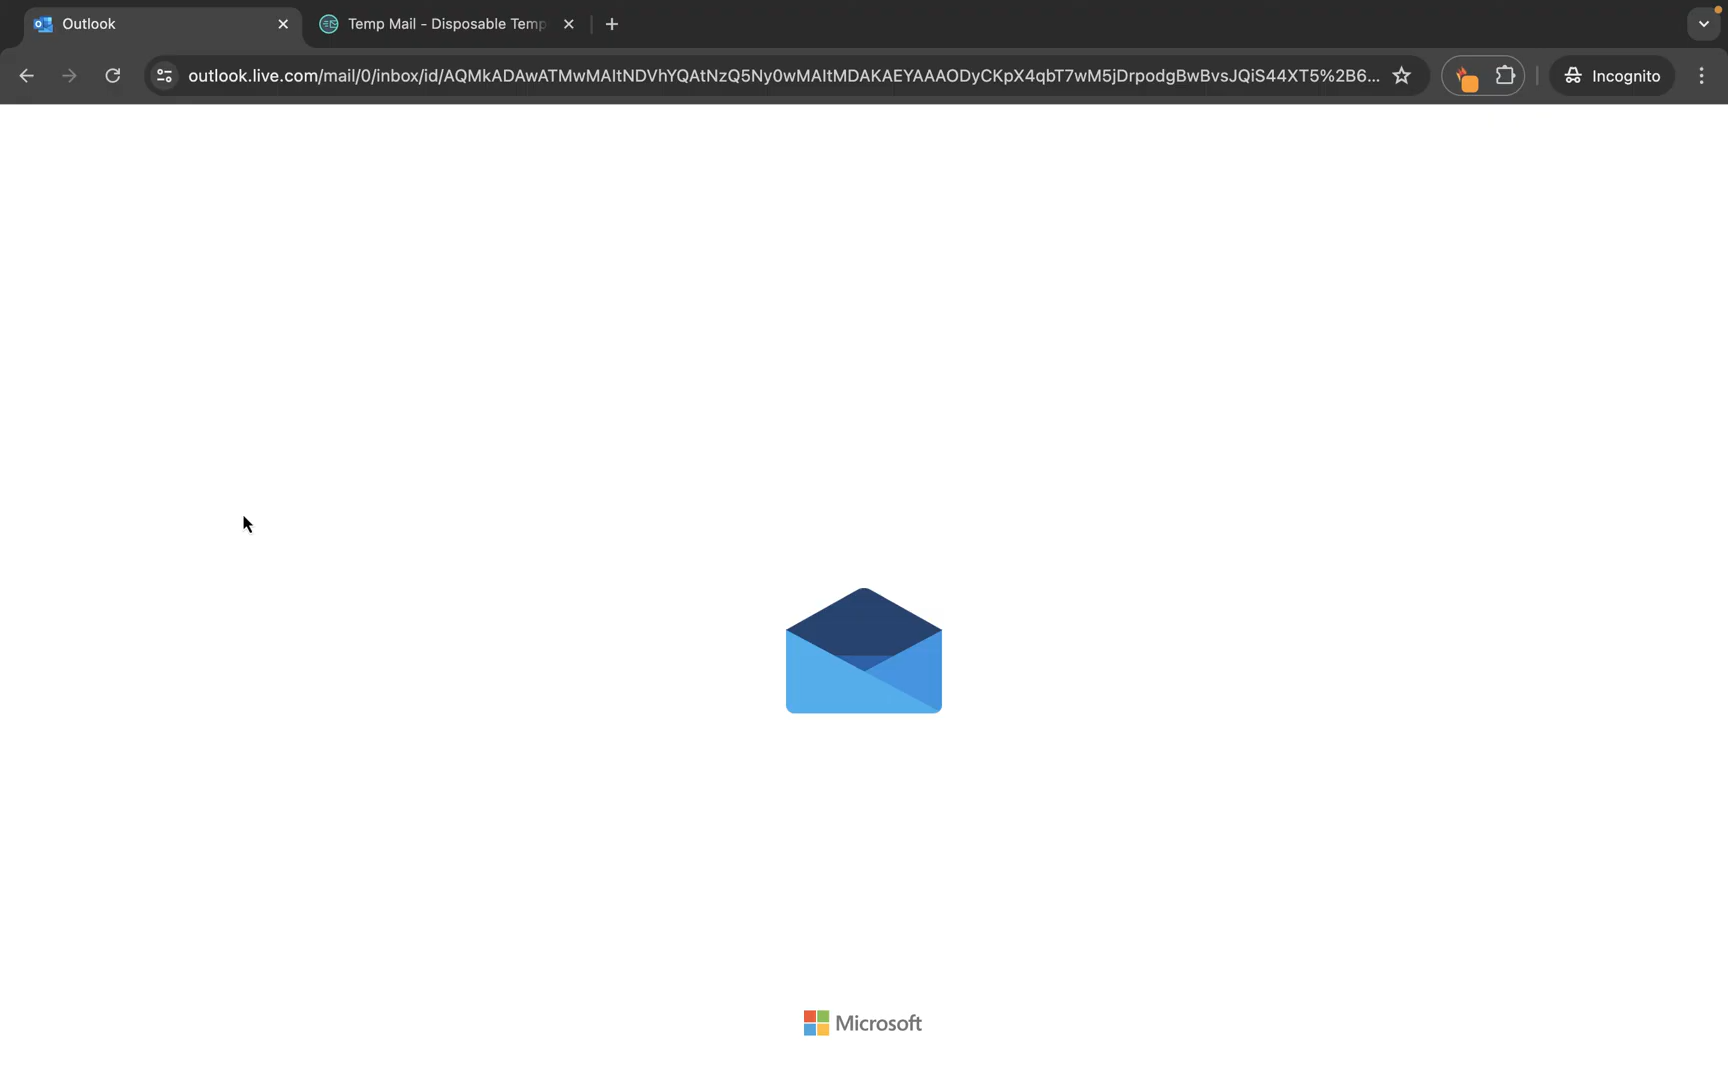 Outlook
Temp Mail - Disposable Temp
outlook.live.com/mail/0/inbox/id/AQMkADAwATMwMAItNDVhYQAtNzQ5Ny0wMAItMDAKAEYAAAODyCKpX4qbT7wM5jDrpodgBwBvsJQiS44XT5%2B6...
Incognito
Microsoft